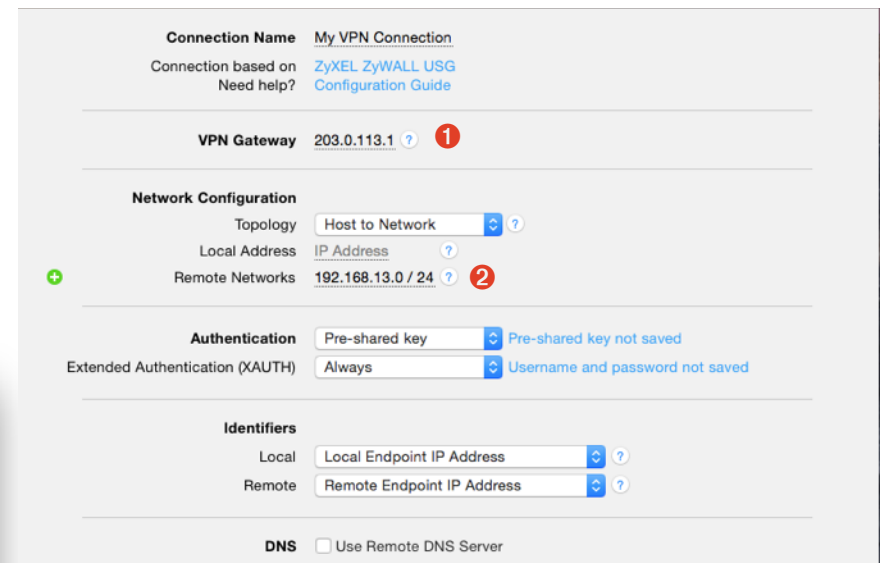 Connection Name My VPN Connection
Connection based on ZyXEL ZyWALL USG
Need help? Configuration Guide
VPN Gateway 203.0.113.1 ? 1
Network Configuration
Topology Host to Network ?
Local Address IP Address ?
Remote Networks 192.168.13.0 / 24 ? 2
Authentication Pre-shared key Pre-shared key not saved
Extended Authentication (XAUTH) Always Username and password not saved
Identifiers
Local Local Endpoint IP Address ?
Remote Remote Endpoint IP Address ?
DNS Use Remote DNS Server